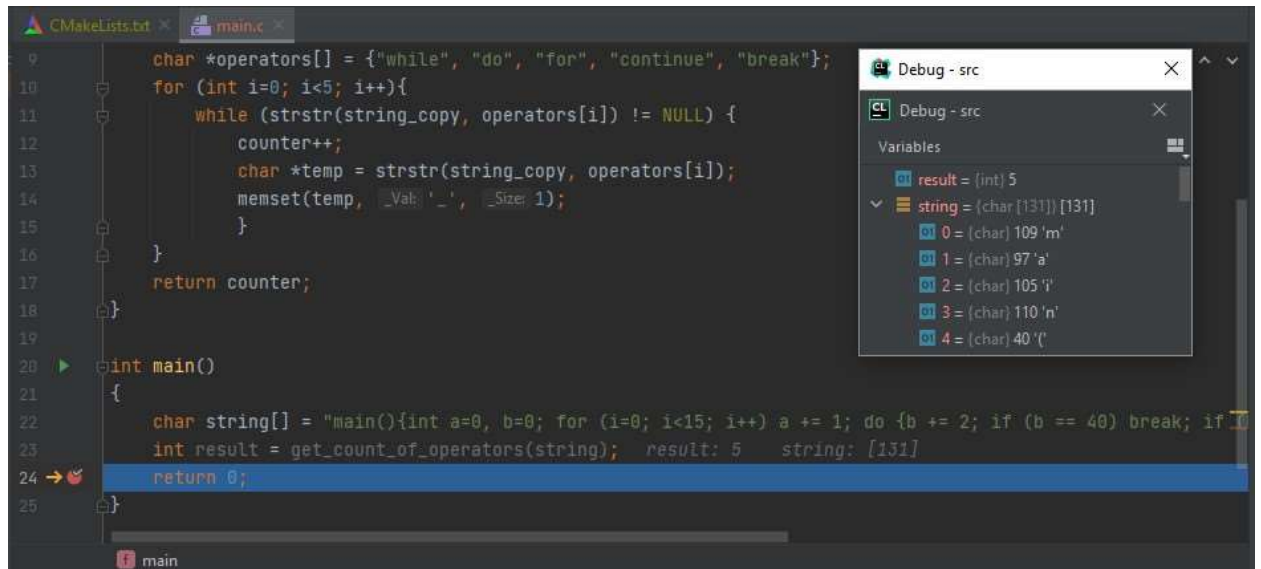 CMakeLists.txt × main.c ×
9 char *operators[] = {"while", "do", "for", "continue", "break"};
10 for (int i=0; i<5; i++){
11 while (strstr(string_copy, operators[i]) != NULL) {
12 counter++;
13 char *temp = strstr(string_copy, operators[i]);
14 memset(temp, _Val: '_', _Size: 1);
15 }
16 }
17 return counter;
18 }
19
20 int main()
21 {
22 char string[] = "main(){int a=0, b=0; for (i=0; i<15; i++) a += 1; do {b += 2; if (b == 40) break; if
23 int result = get_count_of_operators(string); result: 5 string: [131]
24 return 0;
25 }
main
Debug - src
Debug - src
Variables
result = {int} 5
string = {char [131]} [131]
0 = {char} 109 'm'
1 = {char} 97 'a'
2 = {char} 105 'i'
3 = {char} 110 'n'
4 = {char} 40 '('